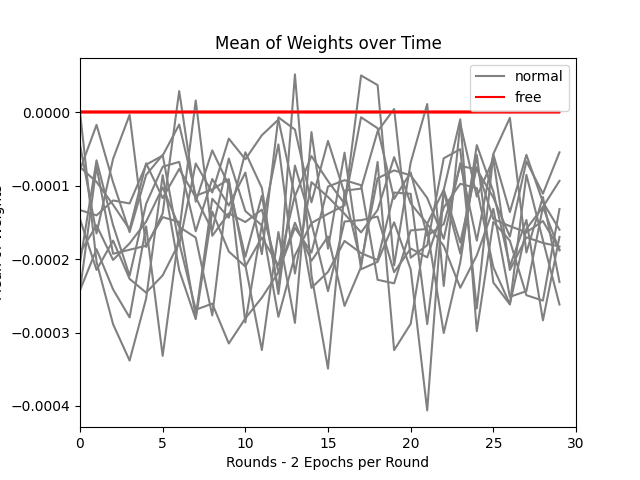 Mean of Weights over Time
normal
free
0.0000
−0.0001
−0.0002
−0.0003
−0.0004
0 5 10 15 20 25 30
Rounds - 2 Epochs per Round